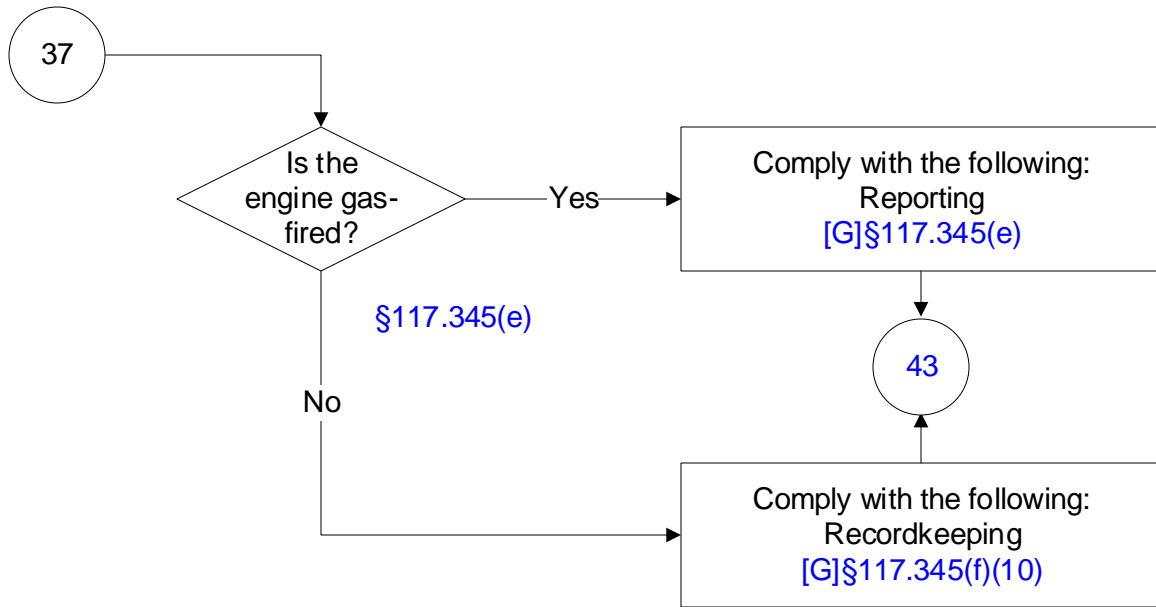 37
Is the
engine gas-
fired?
Yes
Comply with the following:
Reporting
[G]§117.345(e)
§117.345(e)
43
No
Comply with the following:
Recordkeeping
[G]§117.345(f)(10)